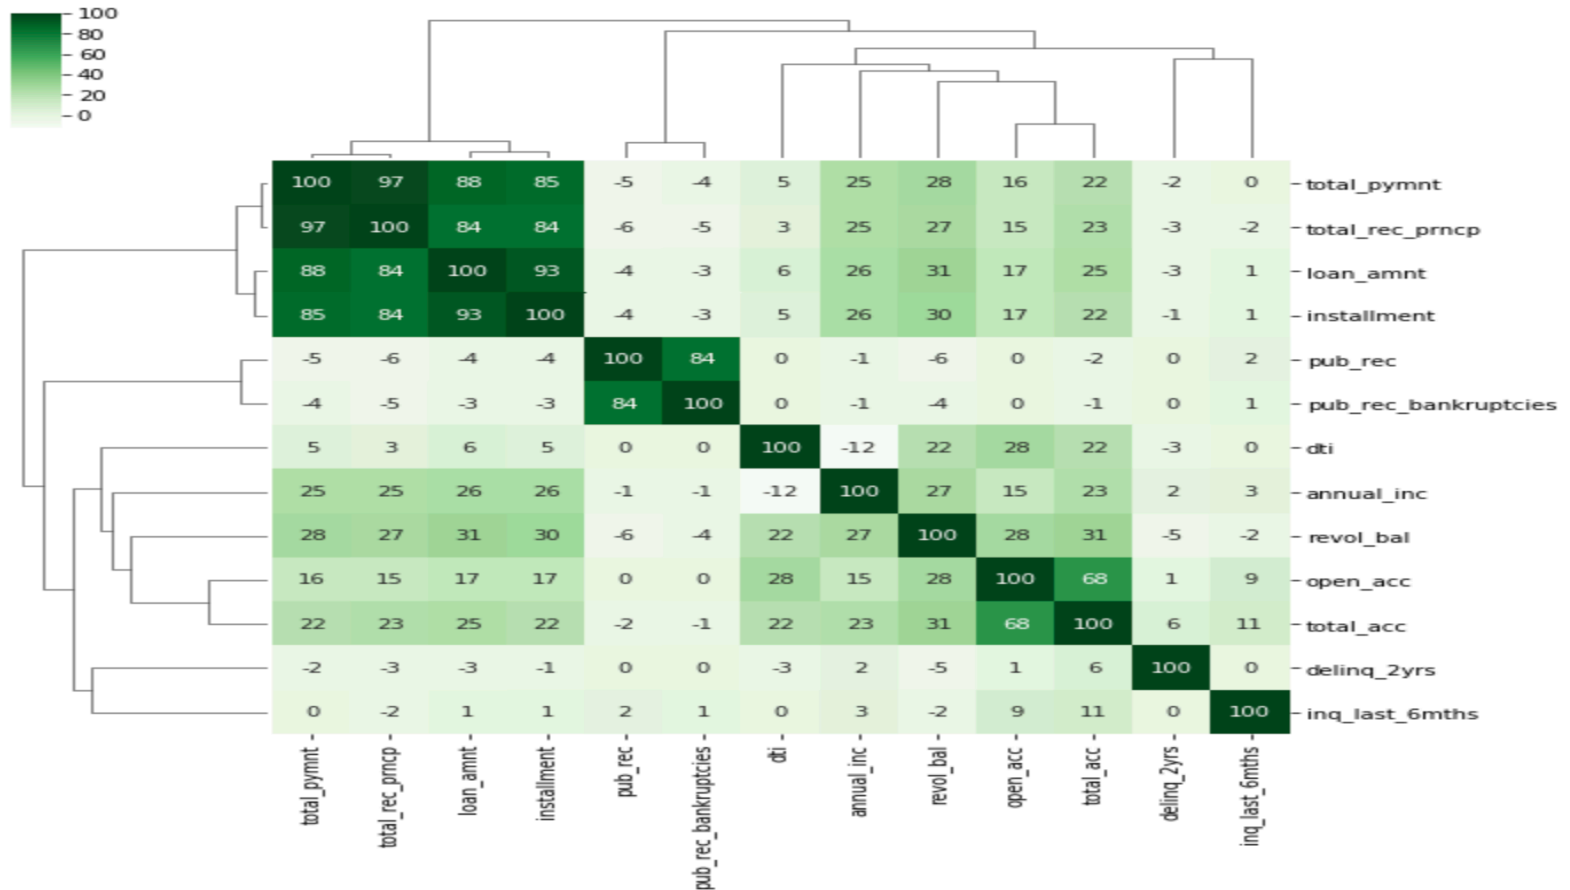 100
80
60
40
20
0
100 97 88 85 -5 -4 5 25 28 16 22 -2 0 total_pymnt
97 100 84 84 -6 -5 3 25 27 15 23 -3 -2 total_rec_prncp
88 84 100 93 -4 -3 6 26 31 17 25 -3 1 loan_amnt
85 84 93 100 -4 -3 5 26 30 17 22 -1 1 installment
-5 -6 -4 -4 100 84 0 -1 -6 0 -2 0 2 pub_rec
-4 -5 -3 -3 84 100 0 -1 -4 0 -1 0 1 pub_rec_bankruptcies
5 3 6 5 0 0 100 -12 22 28 22 -3 0 dti
25 25 26 26 -1 -1 -12 100 27 15 23 2 3 annual_inc
28 27 31 30 -6 -4 22 27 100 28 31 -5 -2 revol_bal
16 15 17 17 0 0 28 15 28 100 68 1 9 open_acc
22 23 25 22 -2 -1 22 23 31 68 100 6 11 total_acc
-2 -3 -3 -1 0 0 -3 2 -5 1 6 100 0 delinq_2yrs
0 -2 1 1 2 1 0 3 -2 9 11 0 100 inq_last_6mths
total_pymnt
total_rec_prncp
loan_amnt
installment
pub_rec
pub_rec_bankruptcies
dti
annual_inc
revol_bal
open_acc
total_acc
delinq_2yrs
inq_last_6mths